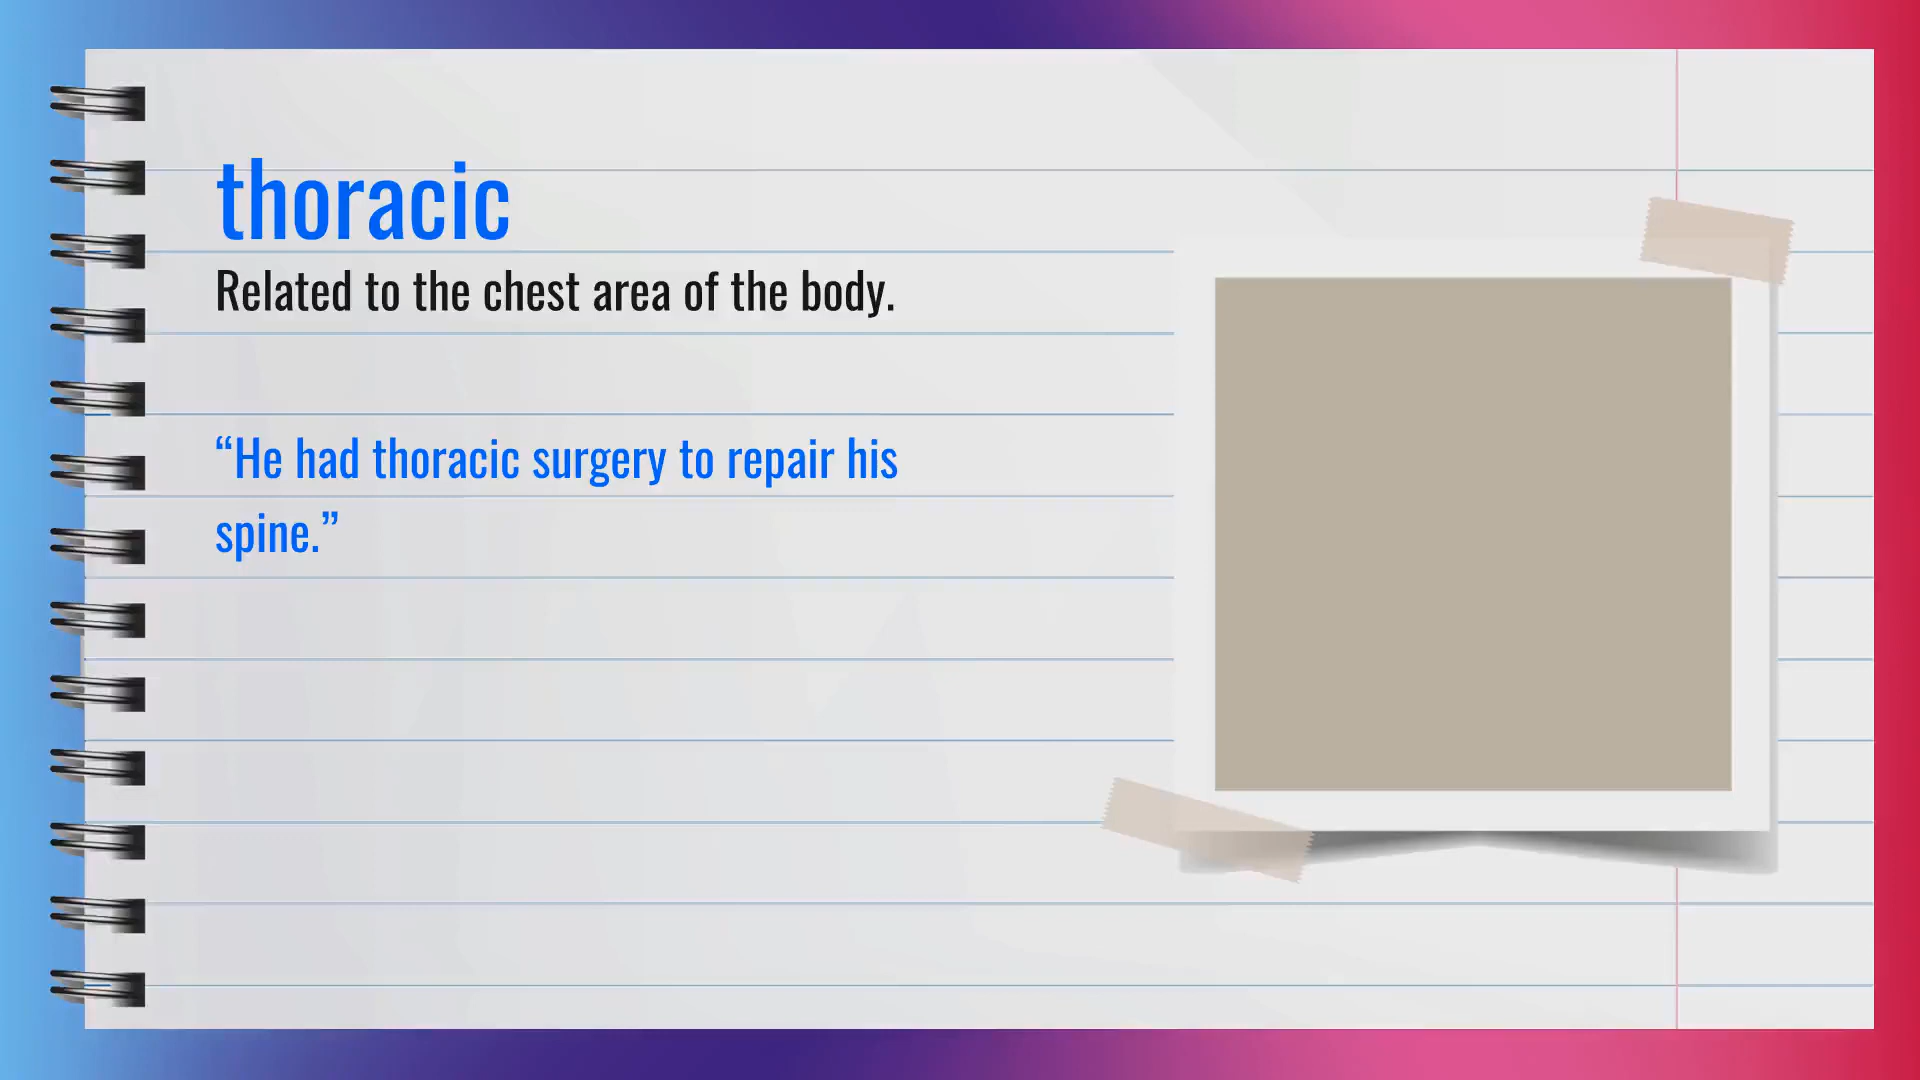 thoracic
Related to the chest area of the body.
“He had thoracic surgery to repair his
spine.”